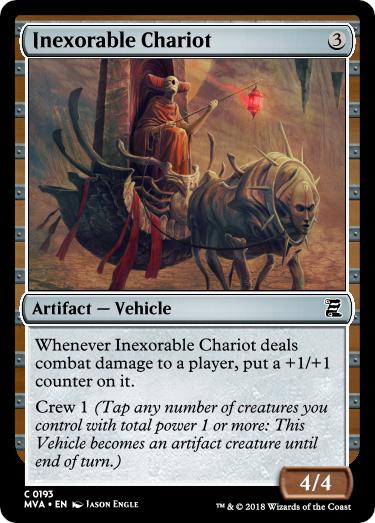 Inexorable Chariot 3
Artifact — Vehicle
Whenever Inexorable Chariot deals
combat damage to a player, put a +1/+1
counter on it.
Crew 1 (Tap any number of creatures you
control with total power 1 or more: This
Vehicle becomes an artifact creature until
end of turn.)
4/4
C 0193
MVA • EN Jason Engle
™ & © 2018 Wizards of the Coast